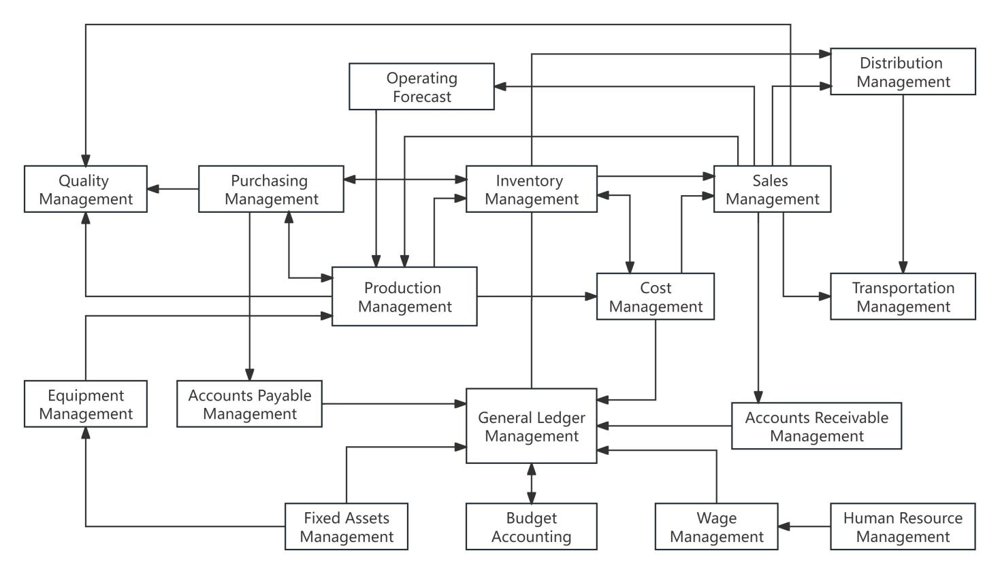 Distribution
Management
Operating
Forecast
Quality
Management
Purchasing
Management
Inventory
Management
Sales
Management
Production
Management
Cost
Management
Transportation
Management
Equipment
Management
Accounts Payable
Management
General Ledger
Management
Accounts Receivable
Management
Fixed Assets
Management
Budget
Accounting
Wage
Management
Human Resource
Management